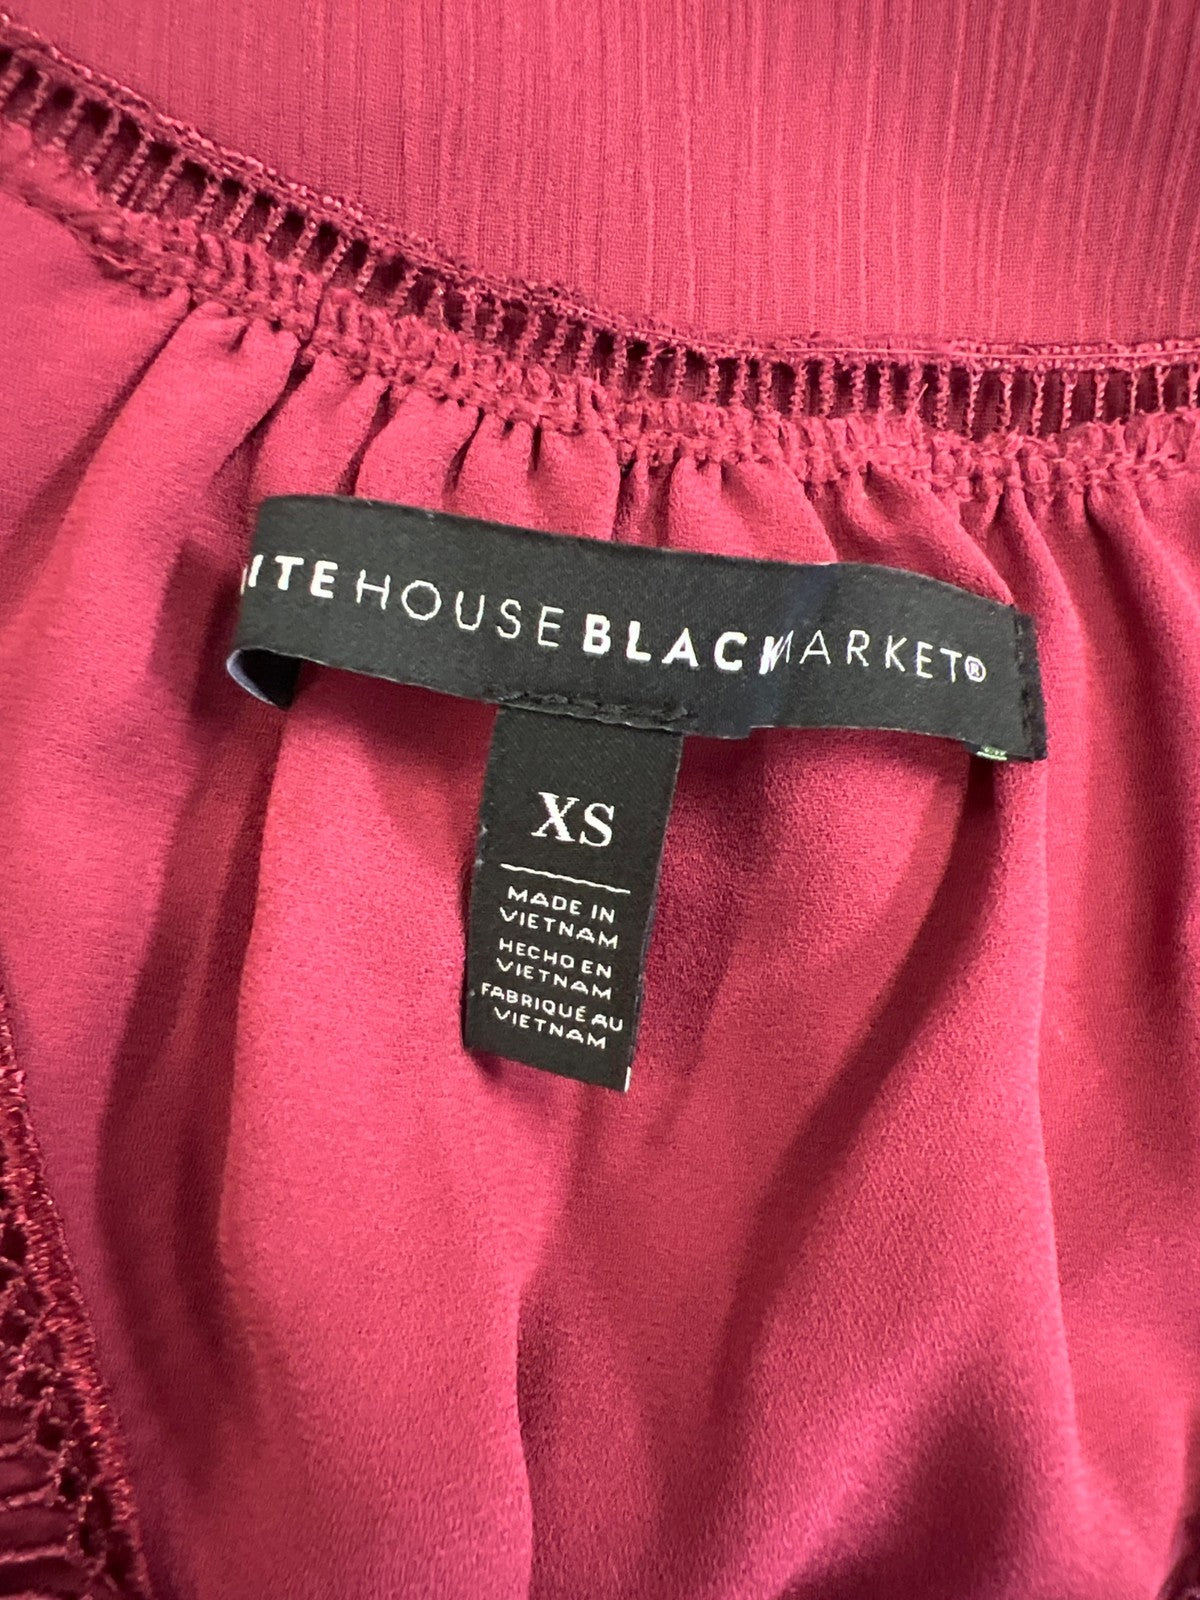 ITEHOUSEBLACKMARKET®
XS
MADE IN
VIETNAM
HECHO EN
VIETNAM
FABRIQUÉ AU
VIETNAM